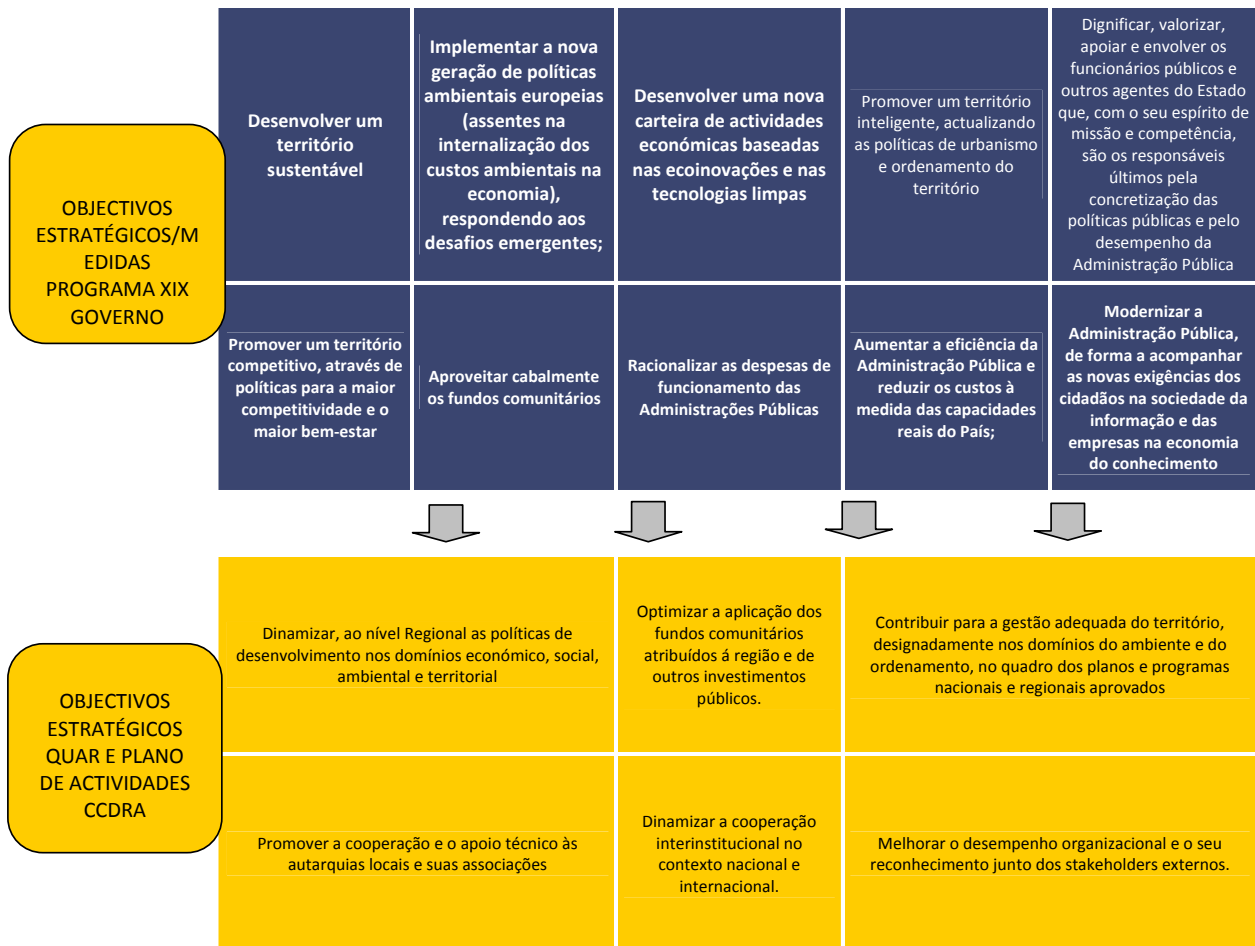 OBJECTIVOS
ESTRATÉGICOS/M
EDIDAS
PROGRAMA XIX
GOVERNO
Desenvolver um
território
sustentável
Implementar a nova
geração de políticas
ambientais europeias
(assentes na
internalização dos
custos ambientais na
economia),
respondendo aos
desafios emergentes;
Desenvolver uma nova
carteira de actividades
económicas baseadas
nas ecoinovações e nas
tecnologias limpas
Promover um território
inteligente, actualizando
as políticas de urbanismo
e ordenamento do
território
Dignificar, valorizar,
apoiar e envolver os
funcionários públicos e
outros agentes do Estado
que, com o seu espírito de
missão e competência,
são os responsáveis
últimos pela
concretização das
políticas públicas e pelo
desempenho da
Administração Pública
Promover um território
competitivo, através de
políticas para a maior
competitividade e o
maior bem-estar
Aproveitar cabalmente
os fundos comunitários
Racionalizar as despesas de
funcionamento das
Administrações Públicas
Aumentar a eficiência da
Administração Pública e
reduzir os custos à
medida das capacidades
reais do País;
Modernizar a
Administração Pública,
de forma a acompanhar
as novas exigências dos
cidadãos na sociedade da
informação e das
empresas na economia
do conhecimento
OBJECTIVOS
ESTRATÉGICOS
QUAR E PLANO
DE ACTIVIDADES
CCDRA
Dinamizar, ao nível Regional as políticas de
desenvolvimento nos domínios económico, social,
ambiental e territorial
Optimizar a aplicação dos
fundos comunitários
atribuídos á região e de
outros investimentos
públicos.
Contribuir para a gestão adequada do território,
designadamente nos domínios do ambiente e do
ordenamento, no quadro dos planos e programas
nacionais e regionais aprovados
Promover a cooperação e o apoio técnico às
autarquias locais e suas associações
Dinamizar a cooperação
interinstitucional no
contexto nacional e
internacional.
Melhorar o desempenho organizacional e o seu
reconhecimento junto dos stakeholders externos.